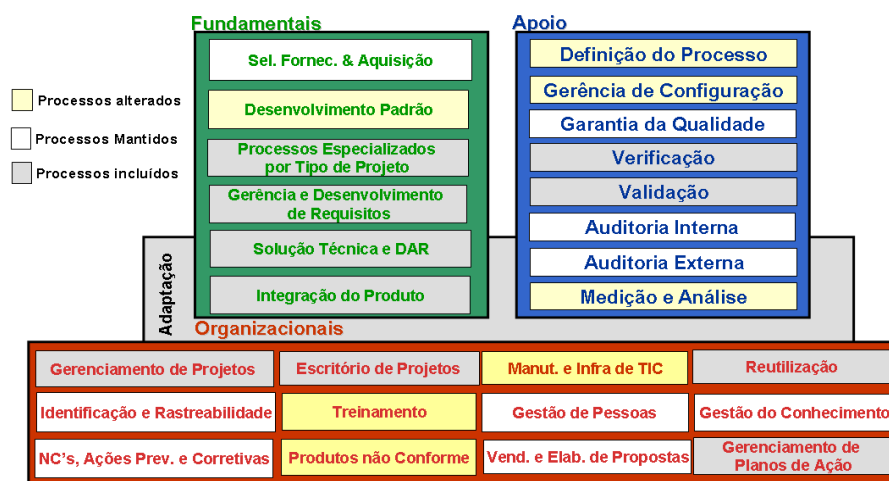 Fundamentais
Apoio
Processos alterados
Processos Mantidos
Processos incluídos
Sel. Fornec. & Aquisição
Desenvolvimento Padrão
Processos Especializados
por Tipo de Projeto
Gerência e Desenvolvimento
de Requisitos
Solução Técnica e DAR
Integração do Produto
Definição do Processo
Gerência de Configuração
Garantia da Qualidade
Verificação
Validação
Auditoria Interna
Auditoria Externa
Medição e Análise
Adaptação
Organizacionais
Gerenciamento de Projetos
Escritório de Projetos
Manut. e Infra de TIC
Reutilização
Identificação e Rastreabilidade
Treinamento
Gestão de Pessoas
Gestão do Conhecimento
NC's, Ações Prev. e Corretivas
Produtos não Conforme
Vend. e Elab. de Propostas
Gerenciamento de
Planos de Ação